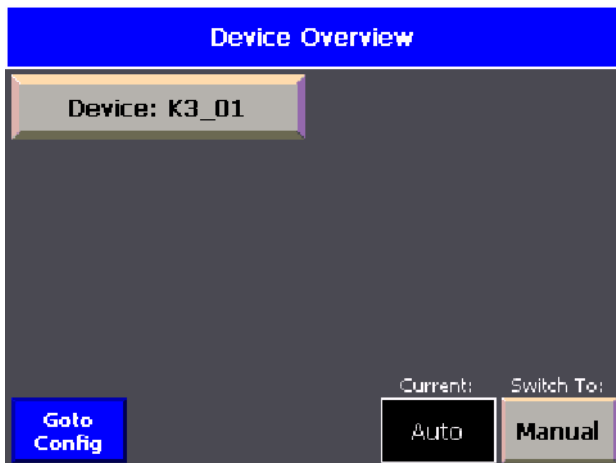 Device Overview
Device: K3_01
Current: Switch To:
Goto
Config
Auto
Manual